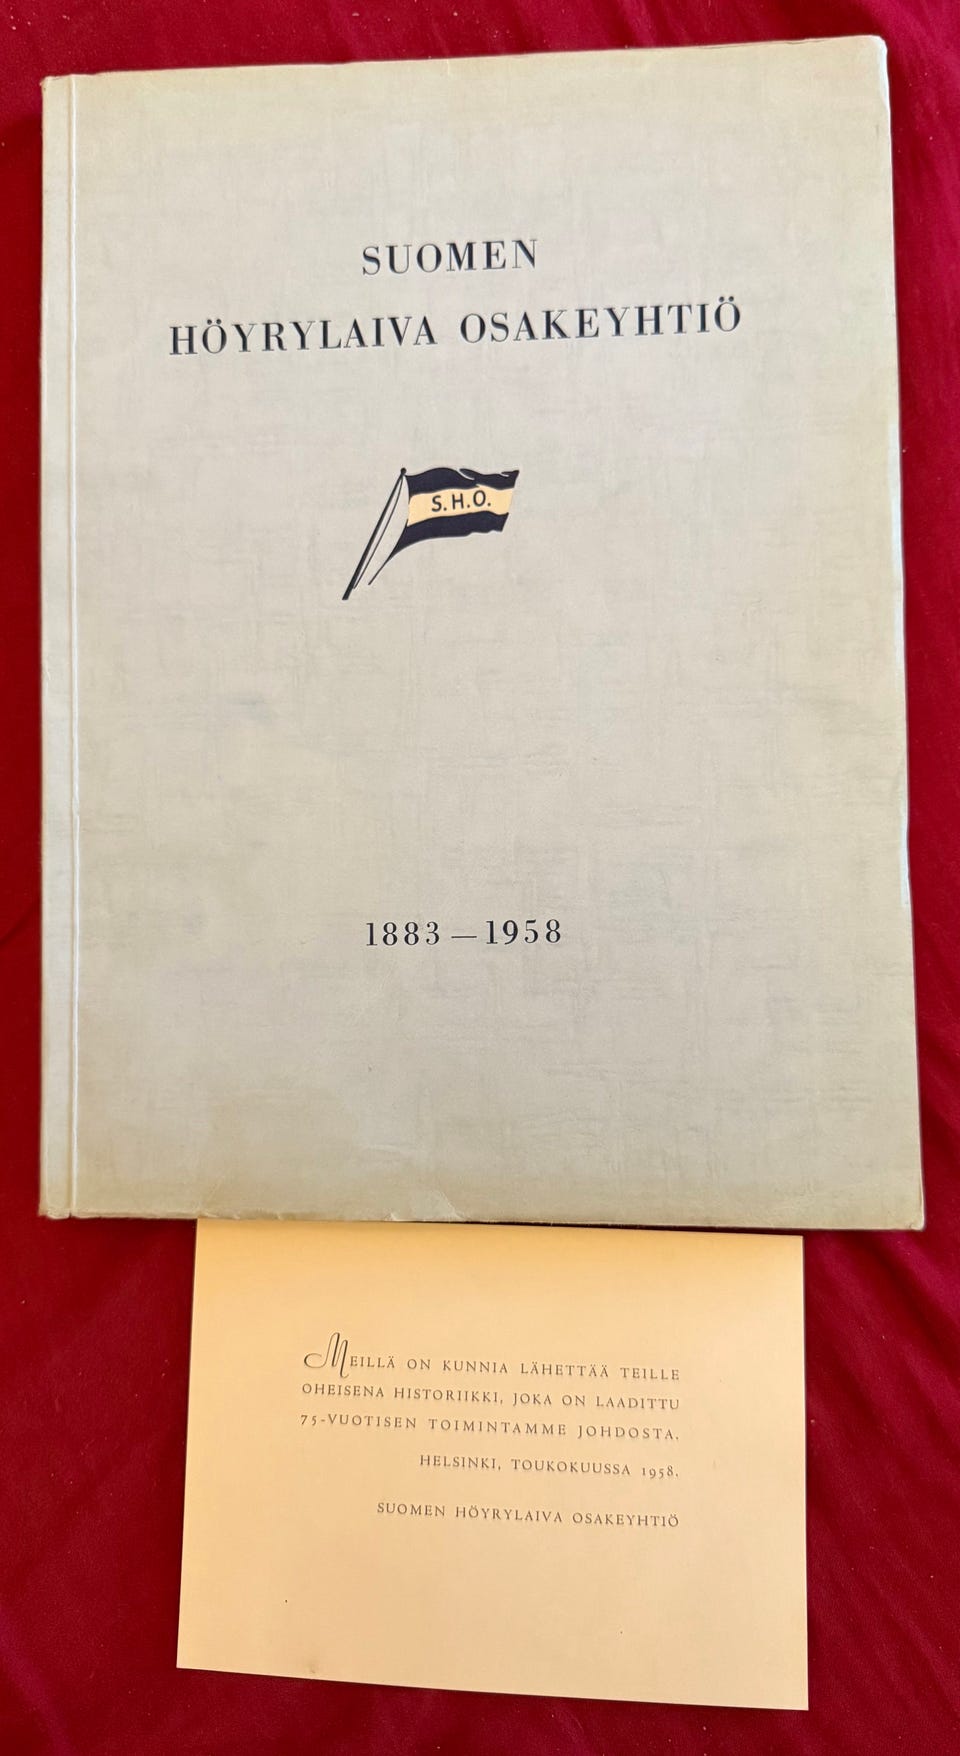 SUOMEN
HÖYRYLAIVA OSAKEYHTIÖ
S.H.O.
1883 — 1958
MEILLÄ ON KUNNIA LÄHETTÄÄ TEILLE
OHEISENA HISTORIIKKI, JOKA ON LAADITTU
75-VUOTISEN TOIMINTAMME JOHDOSTA.
HELSINKI, TOUKOKUUSSA 1958.
SUOMEN HÖYRYLAIVA OSAKEYHTIÖ